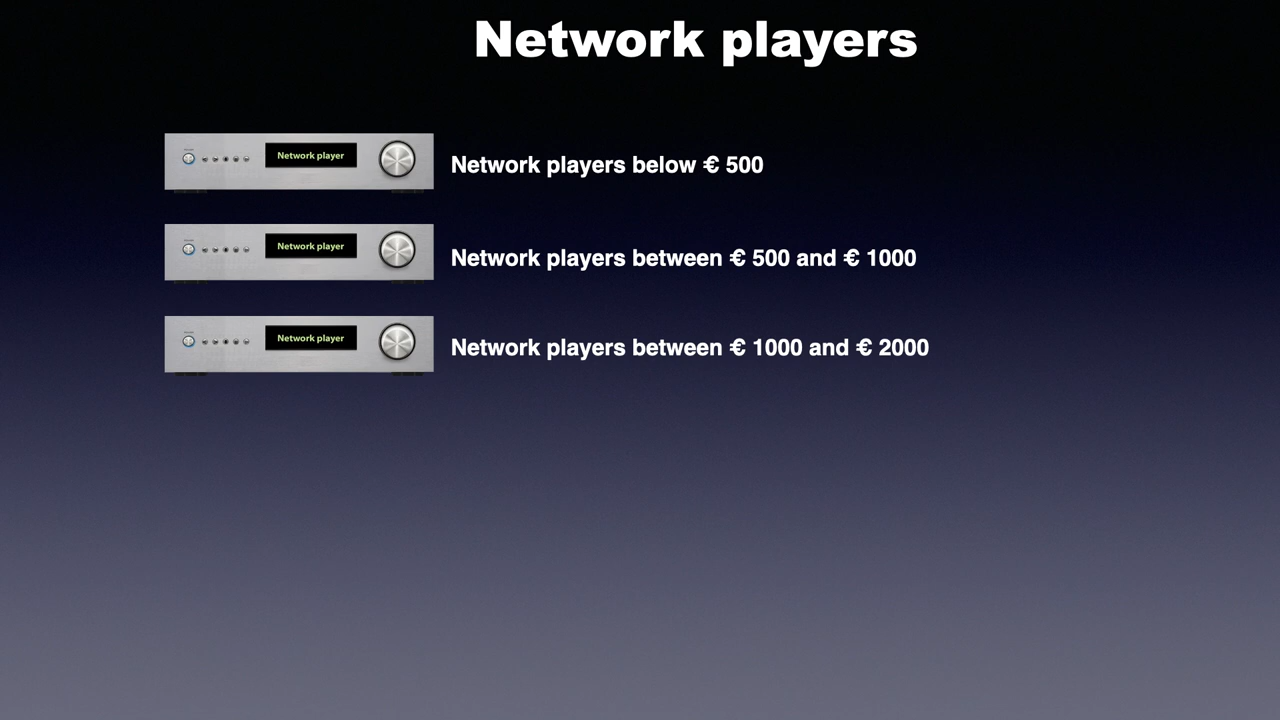 Network players
Network player
Network players below € 500
Network player
Network players between € 500 and € 1000
Network player
Network players between € 1000 and € 2000